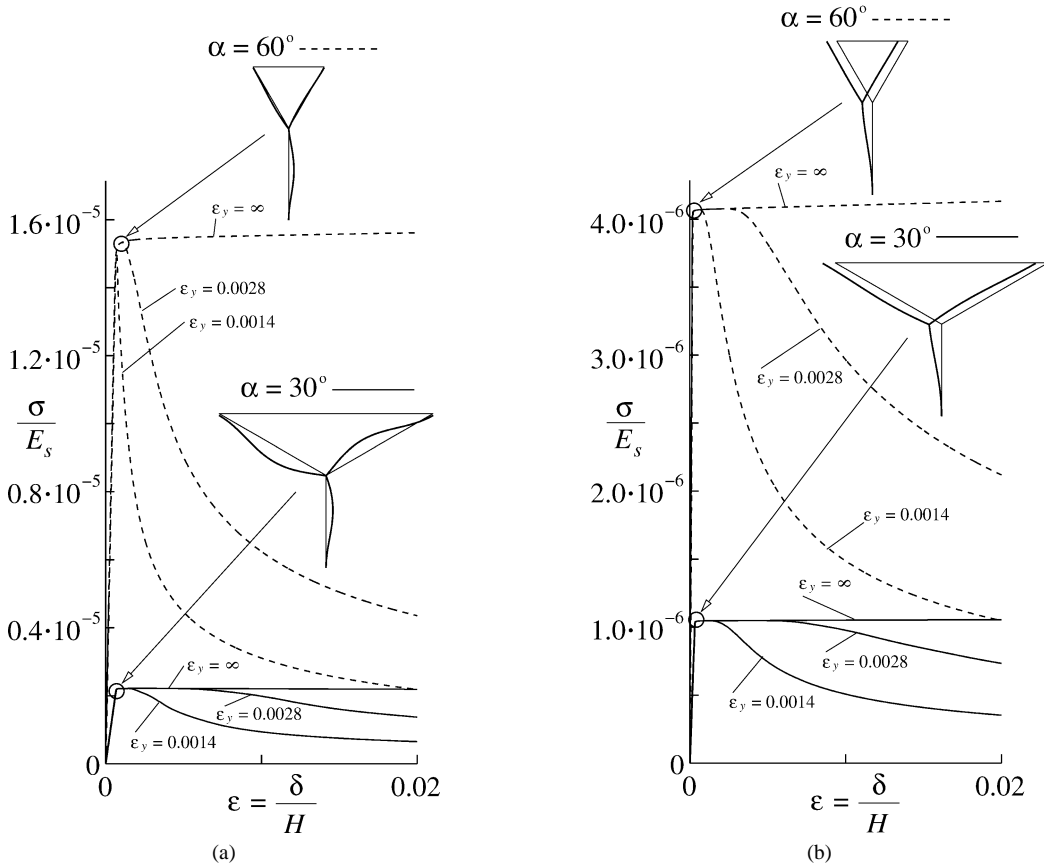 α = 60°
ε_y = ∞
1.6·10⁻⁵
ε_y = 0.0028
ε_y = 0.0014
1.2·10⁻⁵
α = 30°
σ
E_s
0.8·10⁻⁵
0.4·10⁻⁵
ε_y = ∞
ε_y = 0.0028
ε_y = 0.0014
0
0
0.02
ε = δ
H
(a)
α = 60°
ε_y = ∞
4.0·10⁻⁶
α = 30°
3.0·10⁻⁶
ε_y = 0.0028
σ
E_s
2.0·10⁻⁶
ε_y = 0.0014
ε_y = ∞
1.0·10⁻⁶
ε_y = 0.0028
ε_y = 0.0014
0
0
0.02
ε = δ
H
(b)